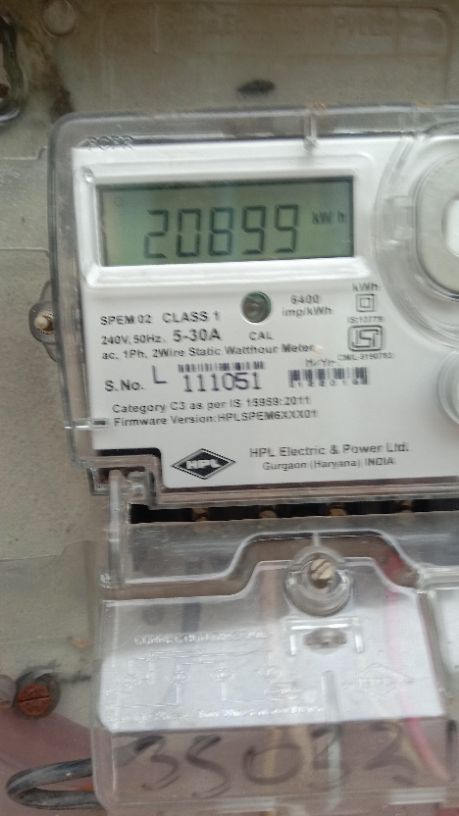 20899 kWh
SPEM 02 CLASS 1
6400 imp/kWh
kWh
240V, 50Hz. 5-30A CAL
IS:13779
ac, 1Ph, 2Wire Static Watthour Meter
S.No. L 111051
Category C3 as per IS 15959:2011
Firmware Version:HPLSPEM6XXX01
HPL
HPL Electric & Power Ltd.
Gurgaon (Haryana) INDIA